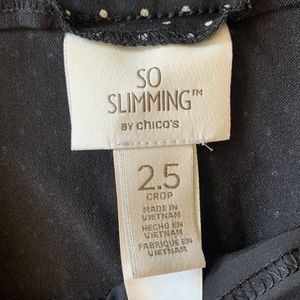 SO
SLIMMING™
BY chico's
2.5
CROP
MADE IN
VIETNAM
HECHO EN
VIETNAM
FABRIQUÉ EN
VIETNAM